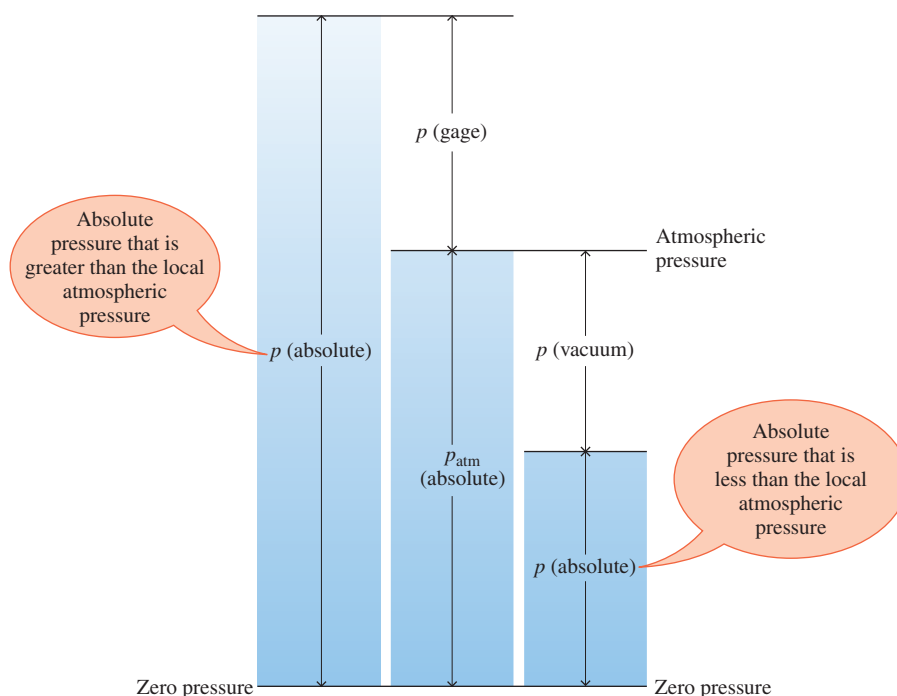 p (gage)
Absolute
pressure that is
greater than the local
atmospheric
pressure
Atmospheric
pressure
p (absolute)
p (vacuum)
p_atm
(absolute)
Absolute
pressure that is
less than the local
atmospheric
pressure
p (absolute)
Zero pressure
Zero pressure